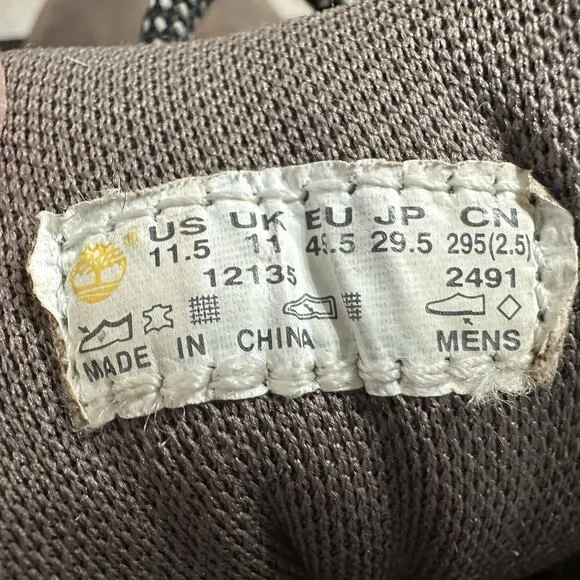 US UK EU JP CN
11.5 11 45.5 29.5 295(2.5)
12135 2491
MADE IN CHINA MENS
®